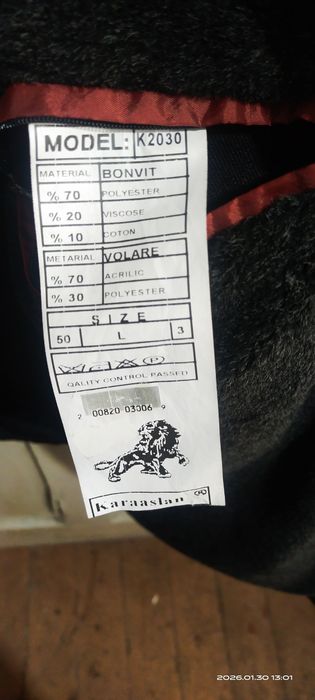 MODEL: K2030
MATERIAL BONVIT
% 70 POLYESTER
% 20 VISCOSE
% 10 COTON
METARIAL VOLARE
% 70 ACRILIC
% 30 POLYESTER
SIZE
50 L 3
P
QALITY CONTROL PASSED
2 00820 03006 9
Karaaslan ®
2026.01.30 13:01